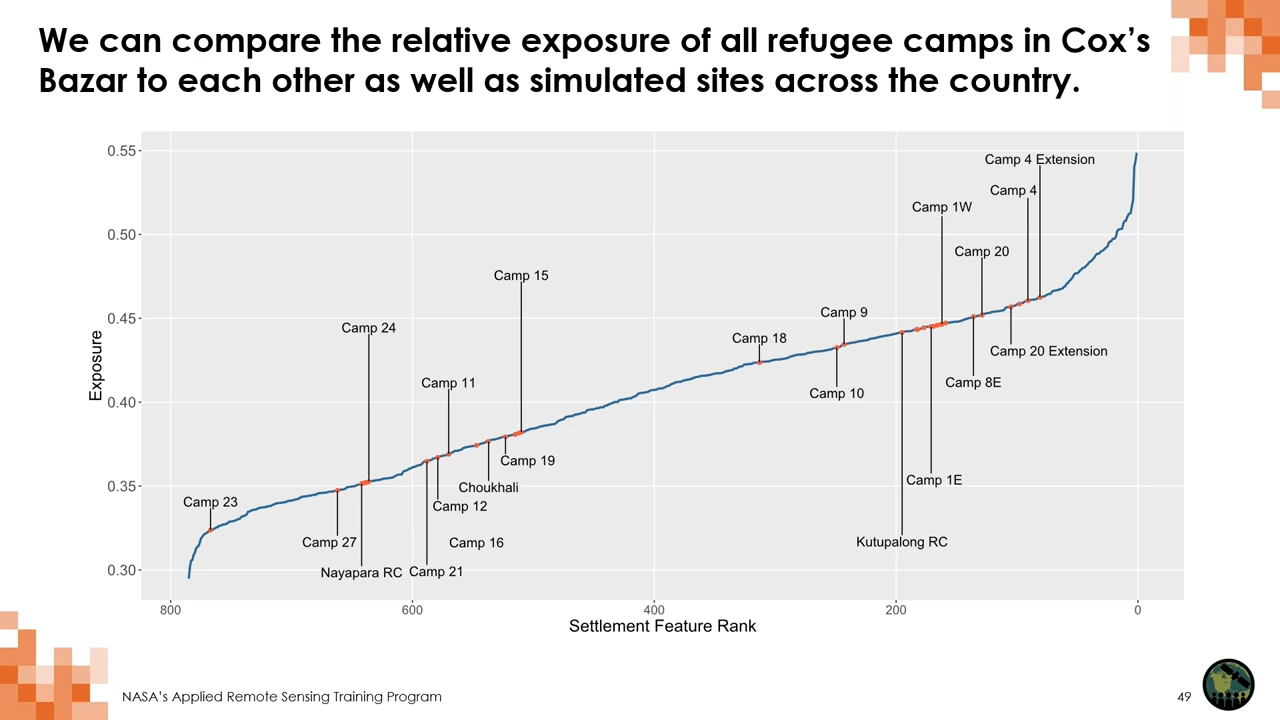 We can compare the relative exposure of all refugee camps in Cox’s
Bazar to each other as well as simulated sites across the country.
0.55
0.50
0.45
0.40
0.35
0.30
Exposure
Camp 4 Extension
Camp 4
Camp 1W
Camp 20
Camp 15
Camp 9
Camp 24
Camp 18
Camp 20 Extension
Camp 11
Camp 10
Camp 8E
Camp 19
Camp 1E
Choukhali
Camp 23
Camp 12
Camp 27
Camp 16
Kutupalong RC
Nayapara RC
Camp 21
800
600
400
200
0
Settlement Feature Rank
NASA’s Applied Remote Sensing Training Program
49